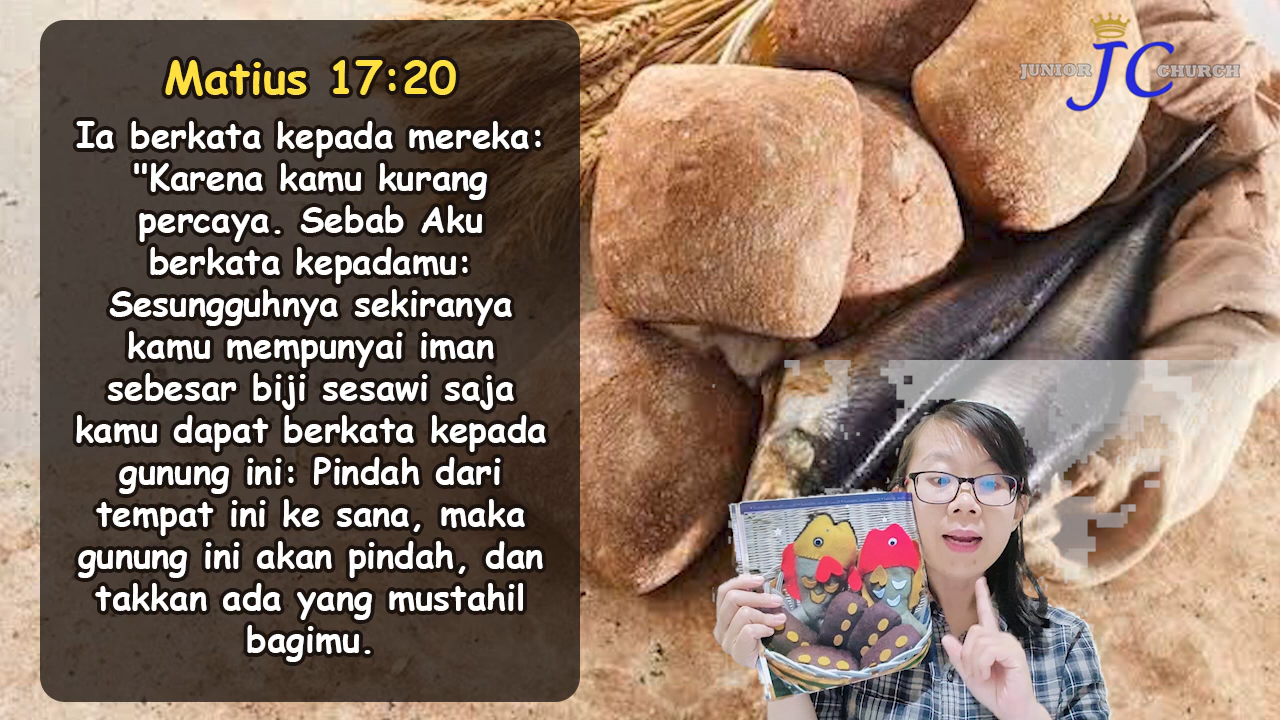 Matius 17:20
Ia berkata kepada mereka:
"Karena kamu kurang
percaya. Sebab Aku
berkata kepadamu:
Sesungguhnya sekiranya
kamu mempunyai iman
sebesar biji sesawi saja
kamu dapat berkata kepada
gunung ini: Pindah dari
tempat ini ke sana, maka
gunung ini akan pindah, dan
takkan ada yang mustahil
bagimu.
JUNIOR JC CHURCH